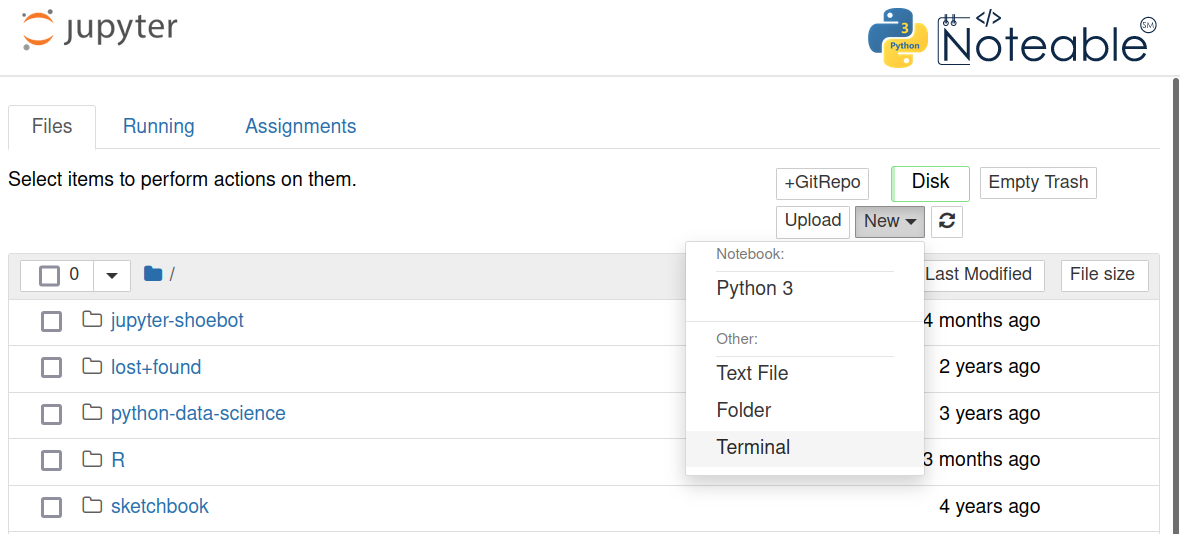 jupyter
3
Python
</>
Noteable
SM
Files Running Assignments
Select items to perform actions on them.
+GitRepo Disk Empty Trash
Upload New
0 / Last Modified File size
Notebook:
Python 3
Other:
Text File
Folder
Terminal
jupyter-shoebot 4 months ago
lost+found 2 years ago
python-data-science 3 years ago
R 3 months ago
sketchbook 4 years ago